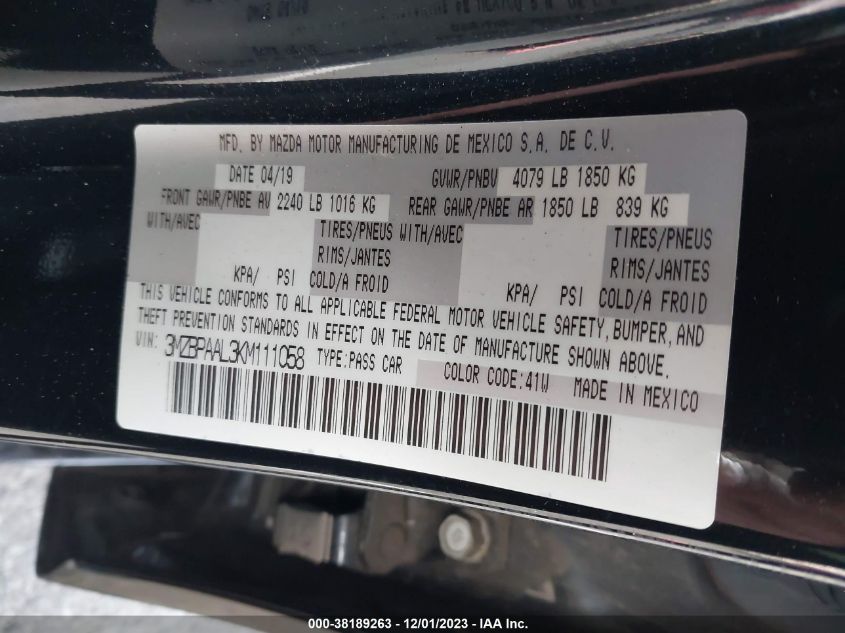 MFD. BY MAZDA MOTOR MANUFACTURING DE MEXICO S.A. DE C.V.
DATE 04/19 GVWR/PNBV 4079 LB 1850 KG
FRONT GAWR/PNBE AV 2240 LB 1016 KG REAR GAWR/PNBE AR 1850 LB 839 KG
WITH/AVEC TIRES/PNEUS WITH/AVEC TIRES/PNEUS
RIMS/JANTES RIMS/JANTES
KPA/ PSI COLD/A FROID KPA/ PSI COLD/A FROID
THIS VEHICLE CONFORMS TO ALL APPLICABLE FEDERAL MOTOR VEHICLE SAFETY, BUMPER, AND
THEFT PREVENTION STANDARDS IN EFFECT ON THE DATE OF MANUFACTURE SHOWN ABOVE.
VIN: 3MZBPAAL3KM111058 TYPE:PASS CAR COLOR CODE:41W MADE IN MEXICO
000-38189263 - 12/01/2023 - IAA Inc.